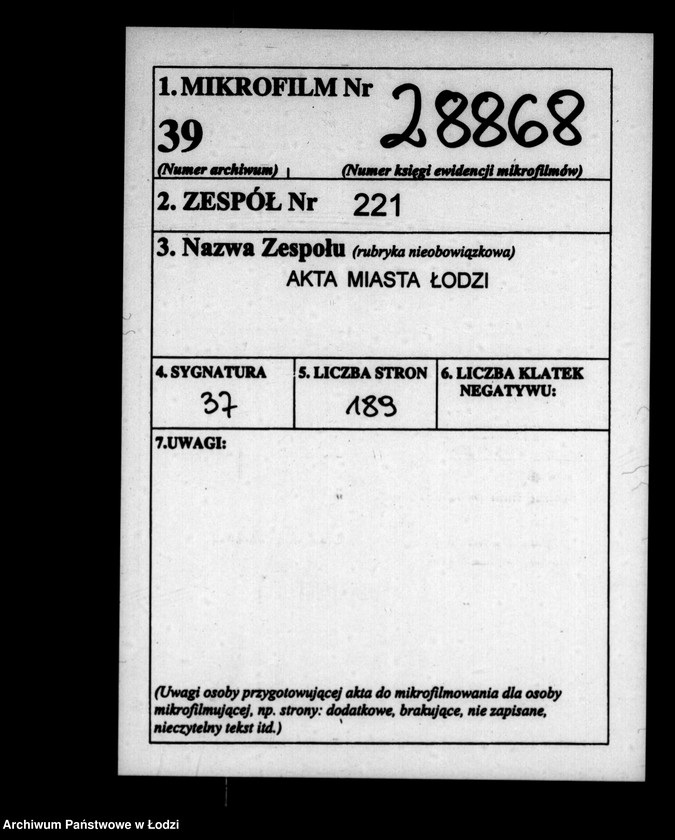 1. MIKROFILM Nr 28868
39
(Numer archiwum) (Numer księgi ewidencji mikrofilmów)
2. ZESPÓŁ Nr 221
3. Nazwa Zespołu (rubryka nieobowiązkowa)
AKTA MIASTA ŁODZI
4. SYGNATURA
37
5. LICZBA STRON
189
6. LICZBA KLATEK
NEGATYWU:
7.UWAGI:
(Uwagi osoby przygotowującej akta do mikrofilmowania dla osoby
mikrofilmującej, np. strony: dodatkowe, brakujące, nie zapisane,
nieczytelny tekst itd.)
Archiwum Państwowe w Łodzi